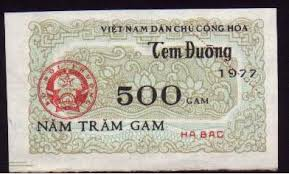 VIỆT NAM DÂN CHỦ CỘNG HÒA
Tem Đường
1977
500 GAM
NĂM TRĂM GAM
HÀ BẮC